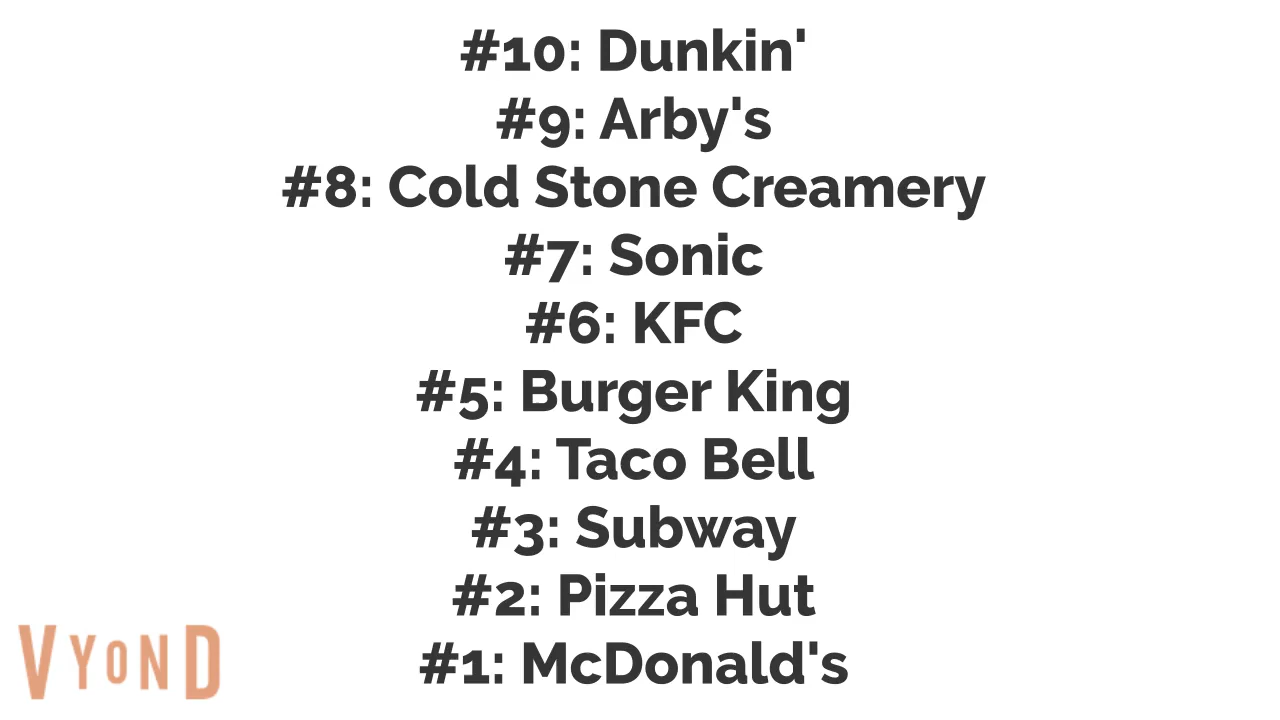 #10: Dunkin'
#9: Arby's
#8: Cold Stone Creamery
#7: Sonic
#6: KFC
#5: Burger King
#4: Taco Bell
#3: Subway
#2: Pizza Hut
#1: McDonald's
VYOND